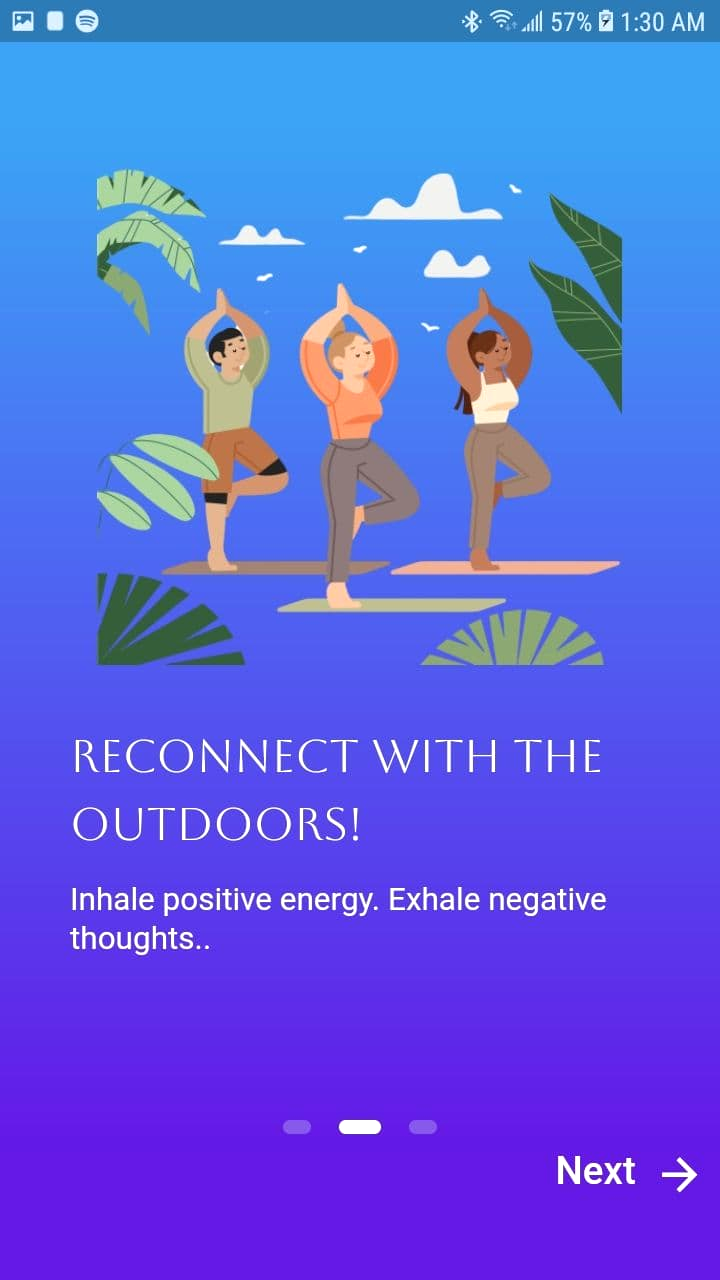 57% 1:30 AM
RECONNECT WITH THE
OUTDOORS!
Inhale positive energy. Exhale negative
thoughts..
Next